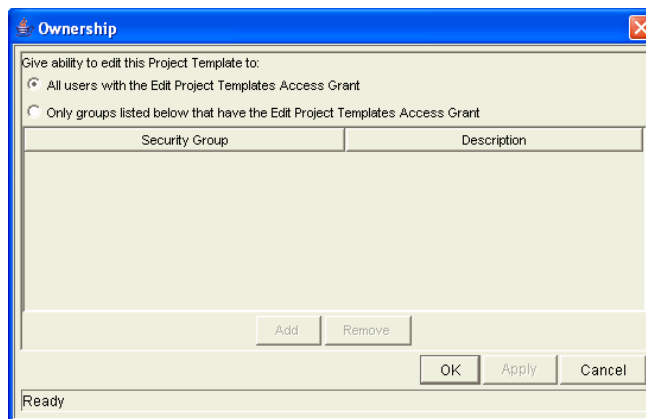 Ownership
Give ability to edit this Project Template to:
All users with the Edit Project Templates Access Grant
Only groups listed below that have the Edit Project Templates Access Grant
Security Group Description
Add Remove
OK Apply Cancel
Ready